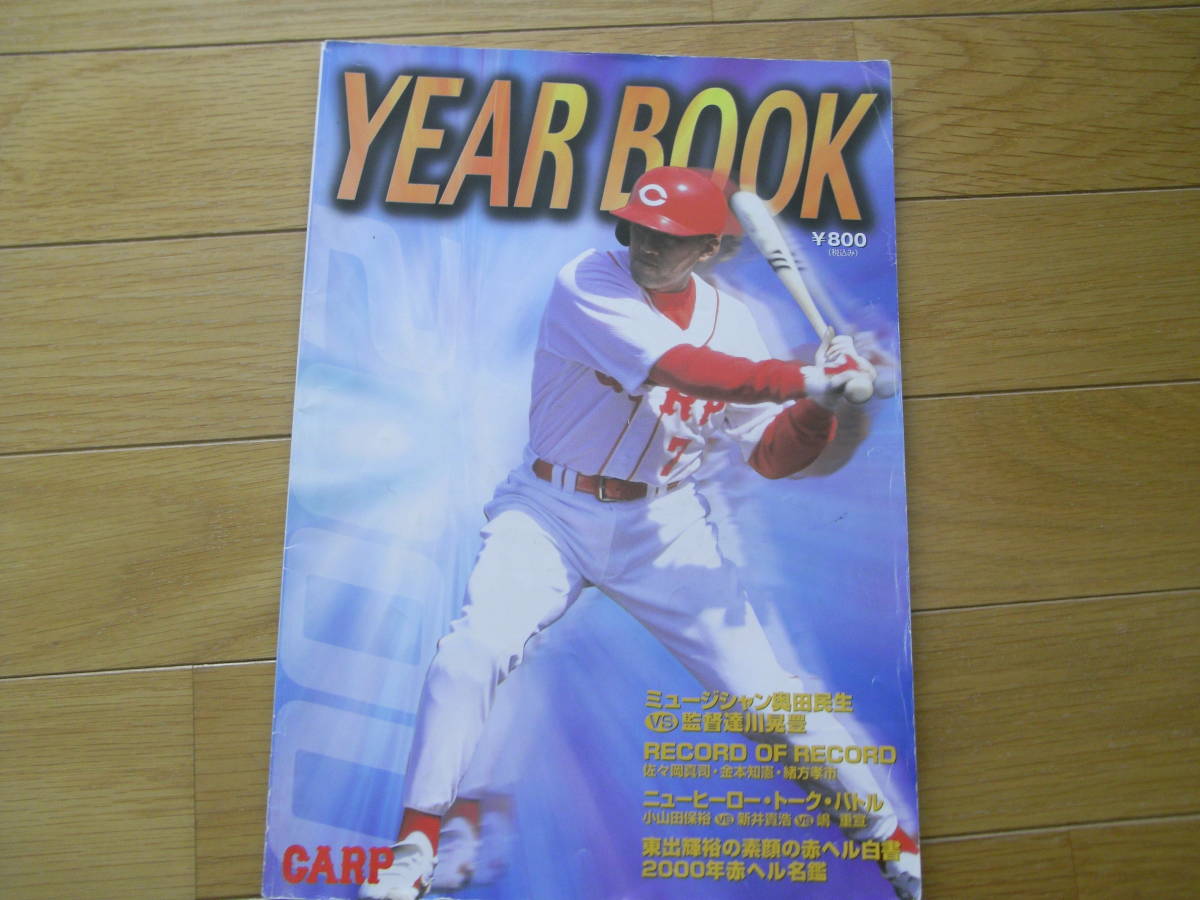 YEAR BOOK
¥800
(税込み)
2000
C
RP
7
ミュージシャン奥田民生
VS 監督達川晃豊
RECORD OF RECORD
佐々岡真司・金本知憲・緒方孝市
ニューヒーロー・トーク・バトル
小山田保裕 VS 新井貴浩 VS 嶋 重宣
東出輝裕の素顔の赤ヘル白書
2000年赤ヘル名鑑
CARP